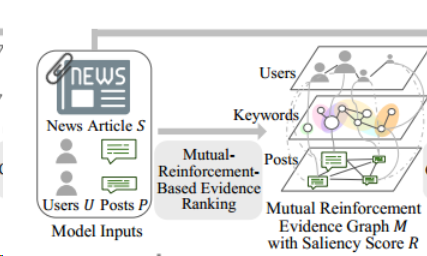 NEWS
News Article S
Users U Posts P
Model Inputs
Mutual-
Reinforcement-
Based Evidence
Ranking
Users
Keywords
Posts
Mutual Reinforcement
Evidence Graph M
with Saliency Score R